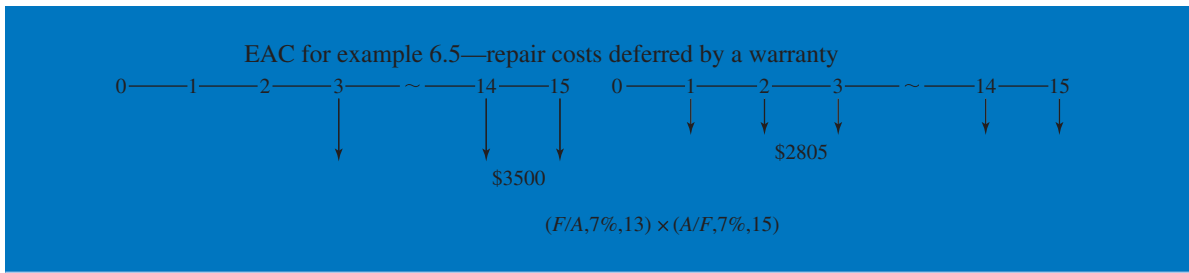 EAC for example 6.5—repair costs deferred by a warranty
0 1 2 3 ~ 14 15 0 1 2 3 ~ 14 15
$2805
$3500
(F/A,7%,13) × (A/F,7%,15)